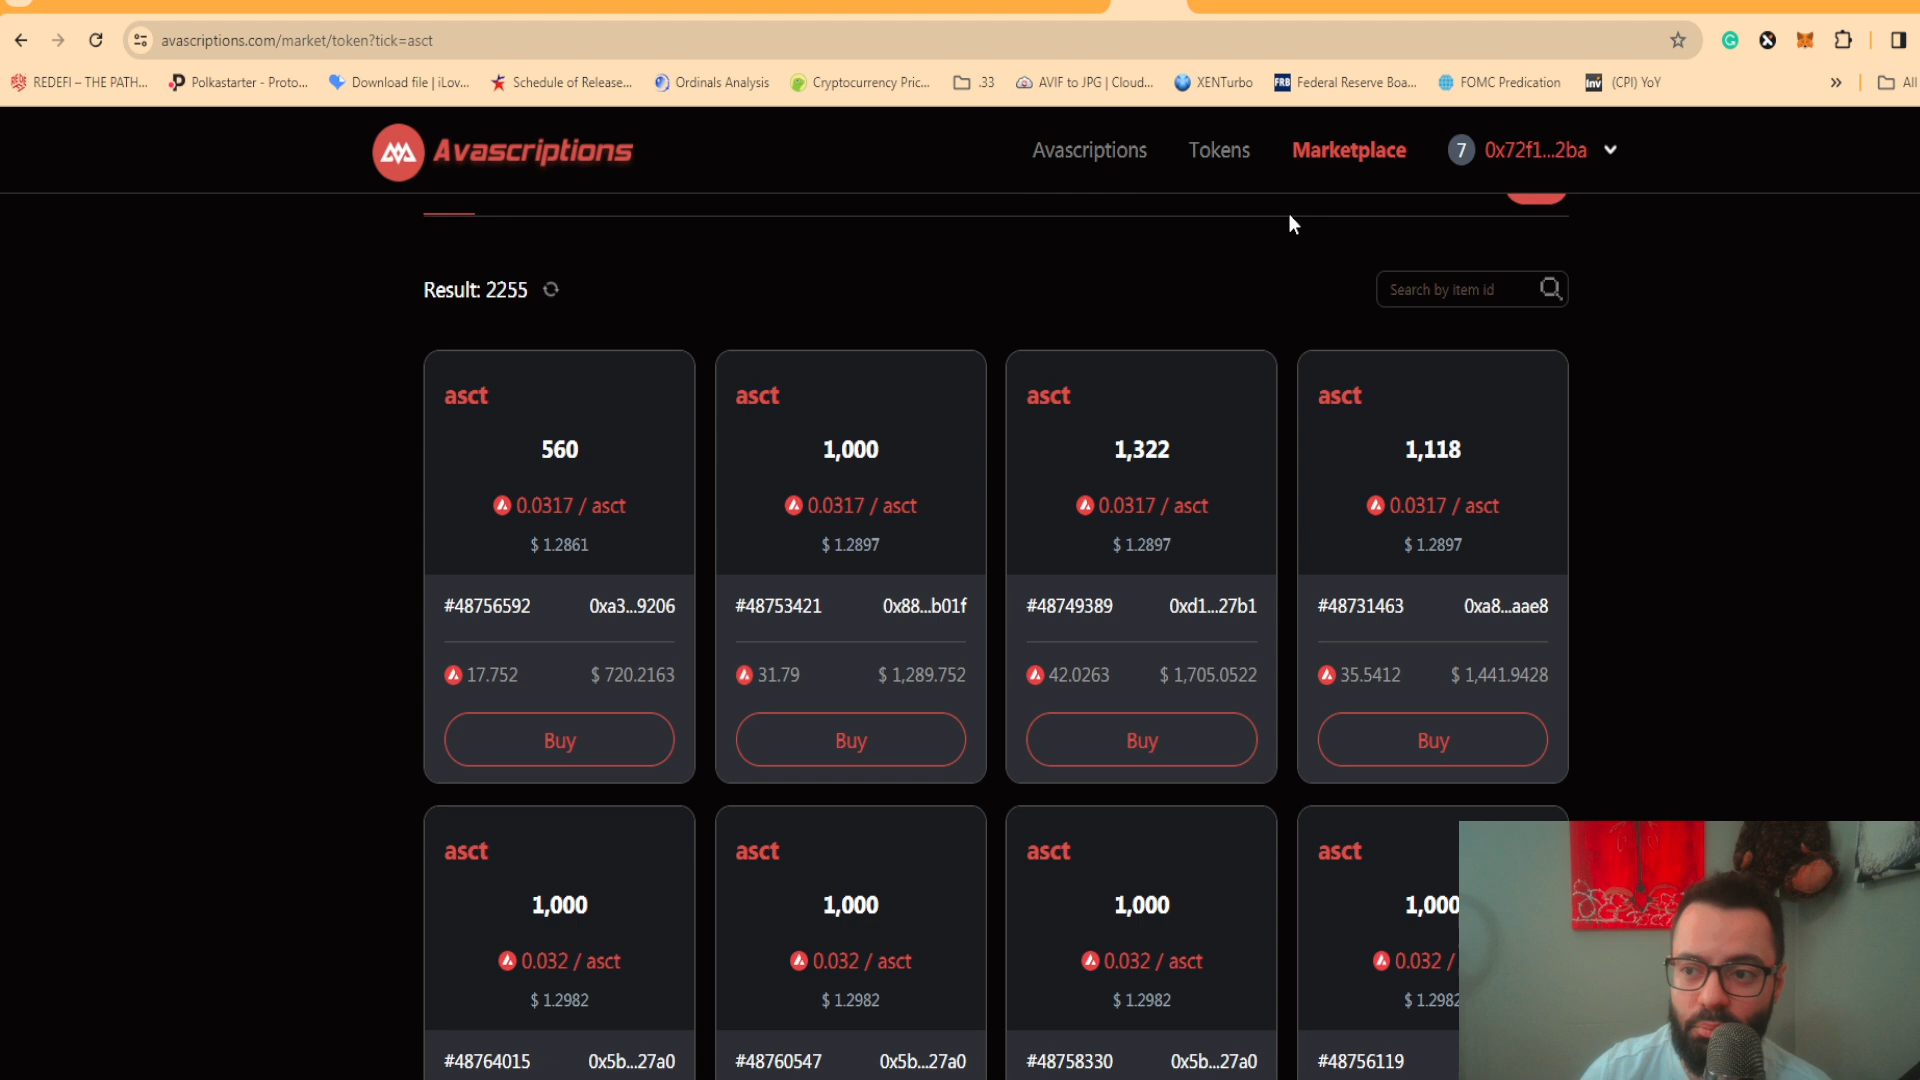 avascriptions.com/market/token?tick=asct
REDEFI – THE PATH... Polkastarter - Proto... Download file | iLov... Schedule of Release... Ordinals Analysis Cryptocurrency Pric... .33 AVIF to JPG | Cloud... XENTurbo FRB Federal Reserve Boa... FOMC Predication Inv (CPI) YoY » All
Avascriptions Avascriptions Tokens Marketplace 7 0x72f1...2ba
Result: 2255 Search by item id
asct asct asct asct
560 1,000 1,322 1,118
0.0317 / asct 0.0317 / asct 0.0317 / asct 0.0317 / asct
$ 1.2861 $ 1.2897 $ 1.2897 $ 1.2897
#48756592 0xa3...9206 #48753421 0x88...b01f #48749389 0xd1...27b1 #48731463 0xa8...aae8
17.752 $ 720.2163 31.79 $ 1,289.752 42.0263 $ 1,705.0522 35.5412 $ 1,441.9428
Buy Buy Buy Buy
asct asct asct asct
1,000 1,000 1,000 1,000
0.032 / asct 0.032 / asct 0.032 / asct 0.032 /
$ 1.2982 $ 1.2982 $ 1.2982 $ 1.2982
#48764015 0x5b...27a0 #48760547 0x5b...27a0 #48758330 0x5b...27a0 #48756119